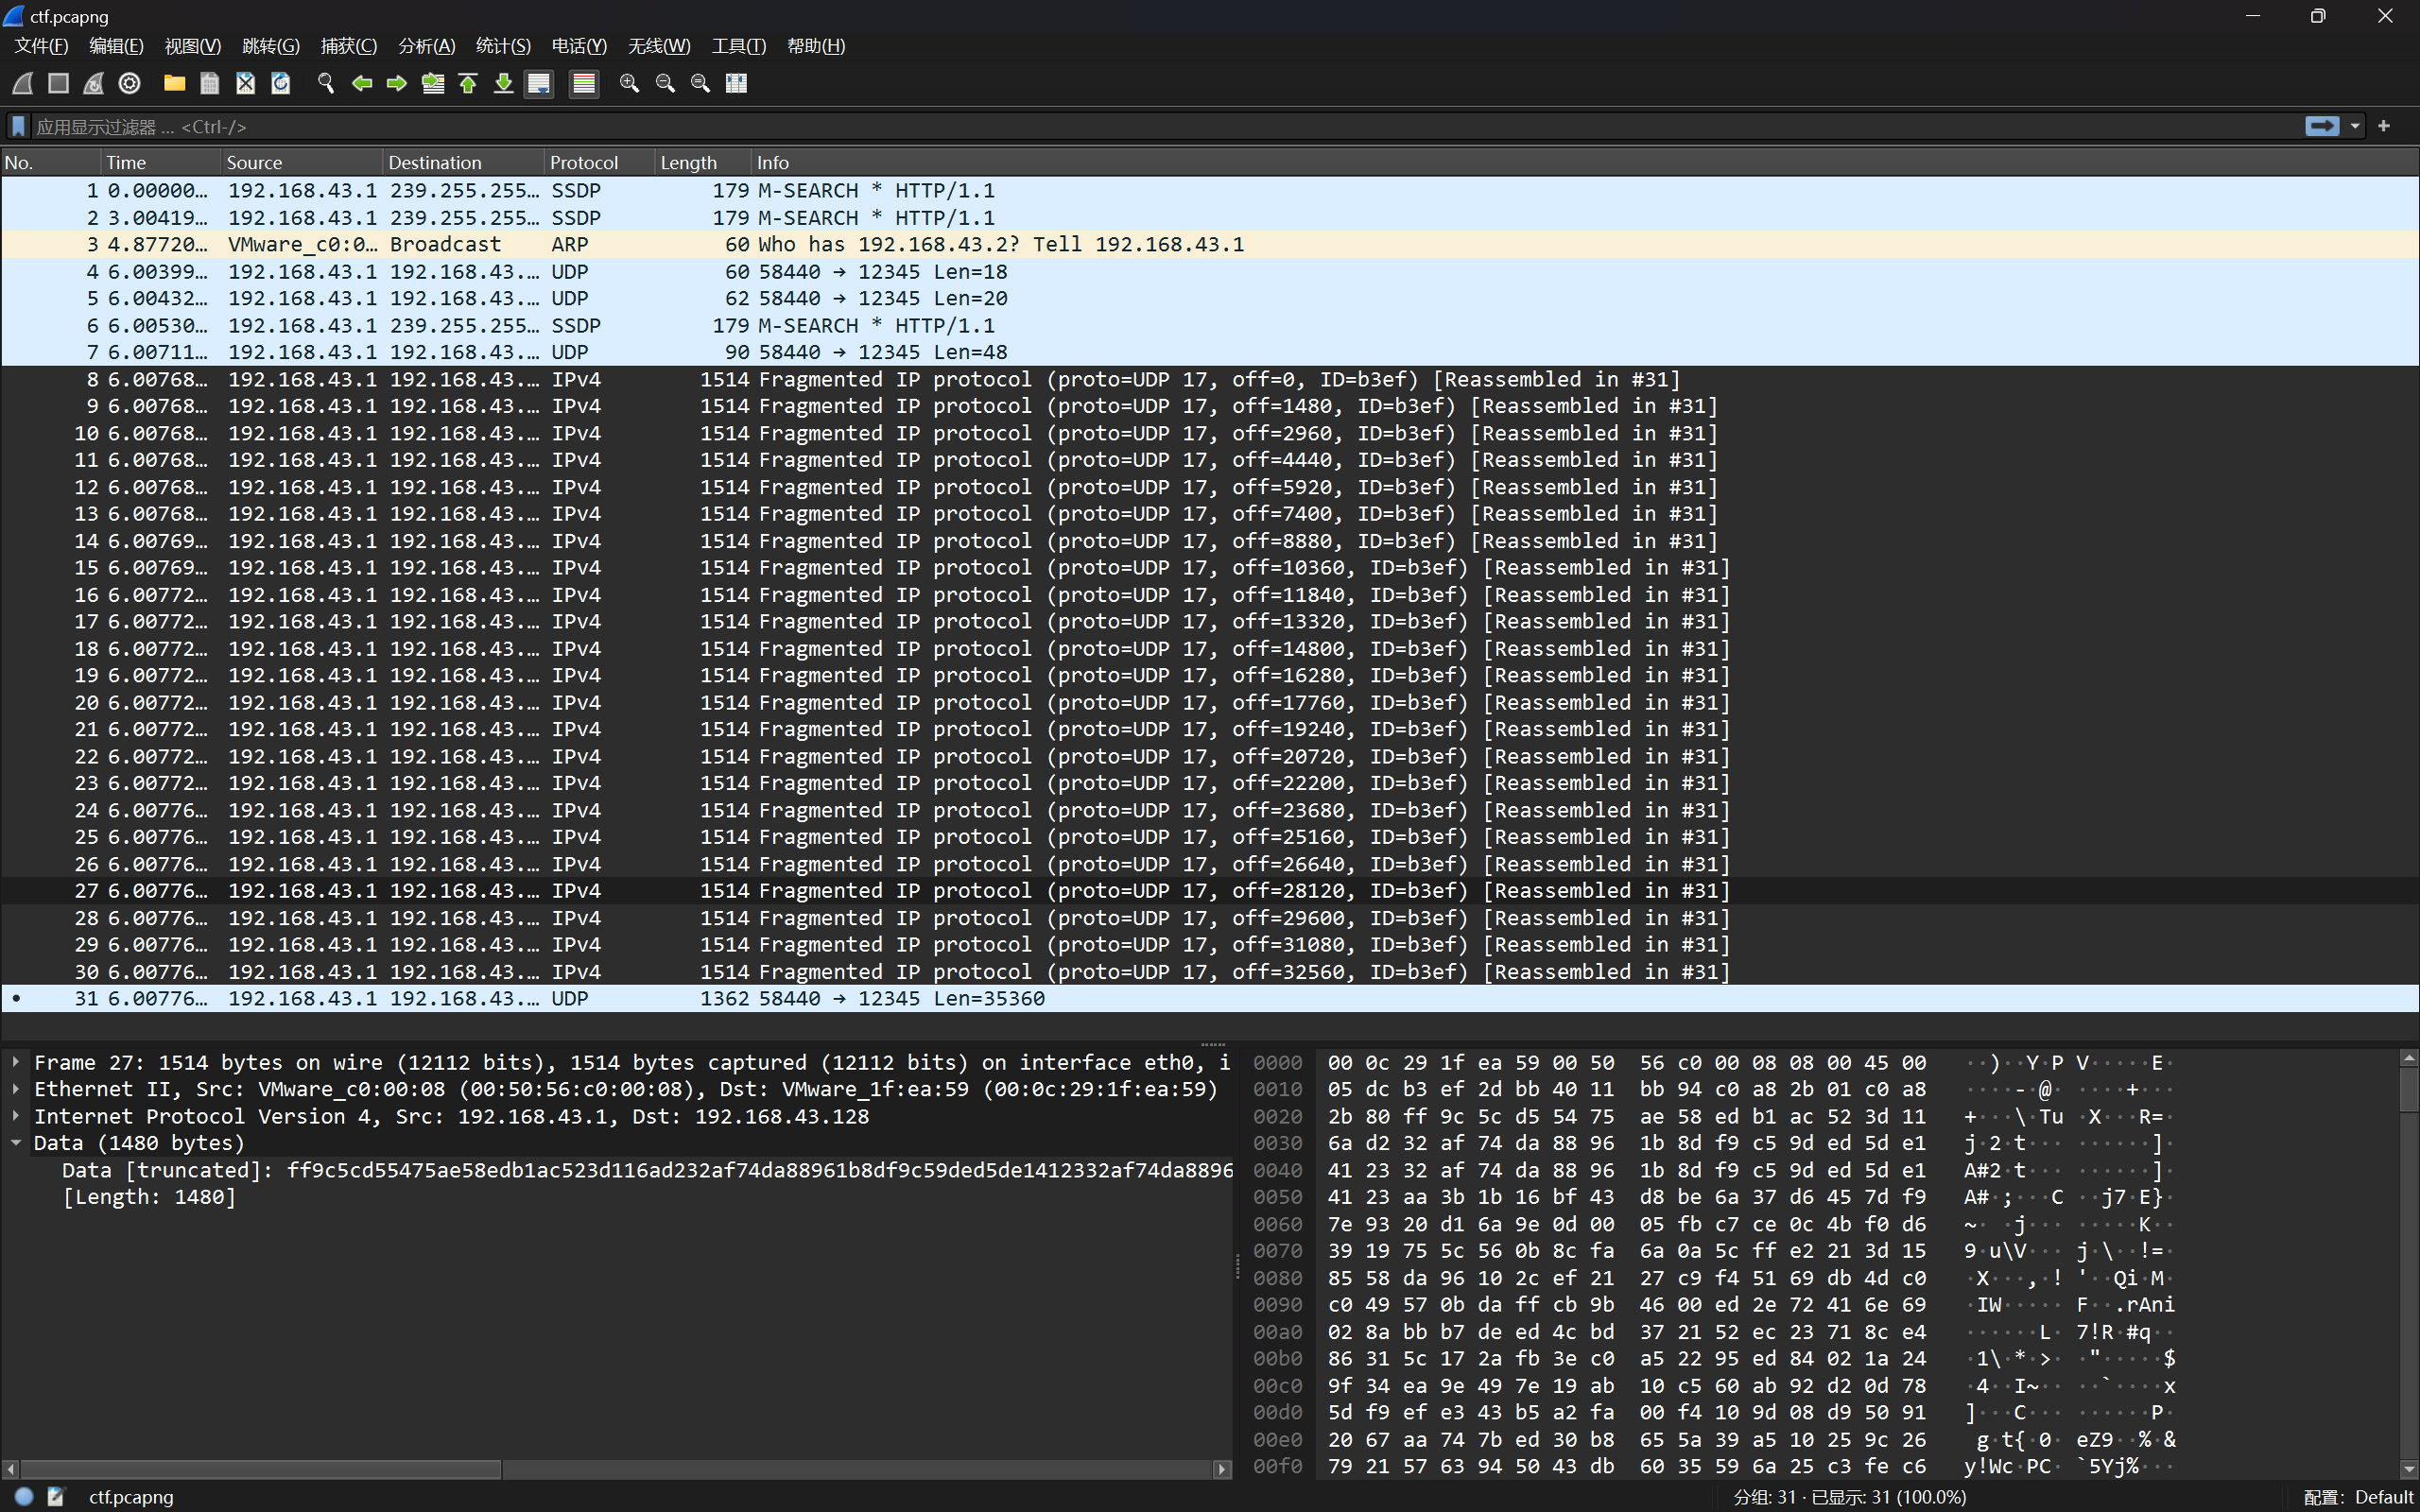 ctf.pcapng
文件(F) 编辑(E) 视图(V) 跳转(G) 捕获(C) 分析(A) 统计(S) 电话(Y) 无线(W) 工具(T) 帮助(H)
应用显示过滤器 … <Ctrl-/>
No. Time Source Destination Protocol Length Info
1 0.00000… 192.168.43.1 239.255.255… SSDP 179 M-SEARCH * HTTP/1.1
2 3.00419… 192.168.43.1 239.255.255… SSDP 179 M-SEARCH * HTTP/1.1
3 4.87720… VMware_c0:0… Broadcast ARP 60 Who has 192.168.43.2? Tell 192.168.43.1
4 6.00399… 192.168.43.1 192.168.43.… UDP 60 58440 → 12345 Len=18
5 6.00432… 192.168.43.1 192.168.43.… UDP 62 58440 → 12345 Len=20
6 6.00530… 192.168.43.1 239.255.255… SSDP 179 M-SEARCH * HTTP/1.1
7 6.00711… 192.168.43.1 192.168.43.… UDP 90 58440 → 12345 Len=48
8 6.00768… 192.168.43.1 192.168.43.… IPv4 1514 Fragmented IP protocol (proto=UDP 17, off=0, ID=b3ef) [Reassembled in #31]
9 6.00768… 192.168.43.1 192.168.43.… IPv4 1514 Fragmented IP protocol (proto=UDP 17, off=1480, ID=b3ef) [Reassembled in #31]
10 6.00768… 192.168.43.1 192.168.43.… IPv4 1514 Fragmented IP protocol (proto=UDP 17, off=2960, ID=b3ef) [Reassembled in #31]
11 6.00768… 192.168.43.1 192.168.43.… IPv4 1514 Fragmented IP protocol (proto=UDP 17, off=4440, ID=b3ef) [Reassembled in #31]
12 6.00768… 192.168.43.1 192.168.43.… IPv4 1514 Fragmented IP protocol (proto=UDP 17, off=5920, ID=b3ef) [Reassembled in #31]
13 6.00768… 192.168.43.1 192.168.43.… IPv4 1514 Fragmented IP protocol (proto=UDP 17, off=7400, ID=b3ef) [Reassembled in #31]
14 6.00769… 192.168.43.1 192.168.43.… IPv4 1514 Fragmented IP protocol (proto=UDP 17, off=8880, ID=b3ef) [Reassembled in #31]
15 6.00769… 192.168.43.1 192.168.43.… IPv4 1514 Fragmented IP protocol (proto=UDP 17, off=10360, ID=b3ef) [Reassembled in #31]
16 6.00772… 192.168.43.1 192.168.43.… IPv4 1514 Fragmented IP protocol (proto=UDP 17, off=11840, ID=b3ef) [Reassembled in #31]
17 6.00772… 192.168.43.1 192.168.43.… IPv4 1514 Fragmented IP protocol (proto=UDP 17, off=13320, ID=b3ef) [Reassembled in #31]
18 6.00772… 192.168.43.1 192.168.43.… IPv4 1514 Fragmented IP protocol (proto=UDP 17, off=14800, ID=b3ef) [Reassembled in #31]
19 6.00772… 192.168.43.1 192.168.43.… IPv4 1514 Fragmented IP protocol (proto=UDP 17, off=16280, ID=b3ef) [Reassembled in #31]
20 6.00772… 192.168.43.1 192.168.43.… IPv4 1514 Fragmented IP protocol (proto=UDP 17, off=17760, ID=b3ef) [Reassembled in #31]
21 6.00772… 192.168.43.1 192.168.43.… IPv4 1514 Fragmented IP protocol (proto=UDP 17, off=19240, ID=b3ef) [Reassembled in #31]
22 6.00772… 192.168.43.1 192.168.43.… IPv4 1514 Fragmented IP protocol (proto=UDP 17, off=20720, ID=b3ef) [Reassembled in #31]
23 6.00772… 192.168.43.1 192.168.43.… IPv4 1514 Fragmented IP protocol (proto=UDP 17, off=22200, ID=b3ef) [Reassembled in #31]
24 6.00776… 192.168.43.1 192.168.43.… IPv4 1514 Fragmented IP protocol (proto=UDP 17, off=23680, ID=b3ef) [Reassembled in #31]
25 6.00776… 192.168.43.1 192.168.43.… IPv4 1514 Fragmented IP protocol (proto=UDP 17, off=25160, ID=b3ef) [Reassembled in #31]
26 6.00776… 192.168.43.1 192.168.43.… IPv4 1514 Fragmented IP protocol (proto=UDP 17, off=26640, ID=b3ef) [Reassembled in #31]
27 6.00776… 192.168.43.1 192.168.43.… IPv4 1514 Fragmented IP protocol (proto=UDP 17, off=28120, ID=b3ef) [Reassembled in #31]
28 6.00776… 192.168.43.1 192.168.43.… IPv4 1514 Fragmented IP protocol (proto=UDP 17, off=29600, ID=b3ef) [Reassembled in #31]
29 6.00776… 192.168.43.1 192.168.43.… IPv4 1514 Fragmented IP protocol (proto=UDP 17, off=31080, ID=b3ef) [Reassembled in #31]
30 6.00776… 192.168.43.1 192.168.43.… IPv4 1514 Fragmented IP protocol (proto=UDP 17, off=32560, ID=b3ef) [Reassembled in #31]
31 6.00776… 192.168.43.1 192.168.43.… UDP 1362 58440 → 12345 Len=35360
Frame 27: 1514 bytes on wire (12112 bits), 1514 bytes captured (12112 bits) on interface eth0, i
Ethernet II, Src: VMware_c0:00:08 (00:50:56:c0:00:08), Dst: VMware_1f:ea:59 (00:0c:29:1f:ea:59)
Internet Protocol Version 4, Src: 192.168.43.1, Dst: 192.168.43.128
Data (1480 bytes)
Data [truncated]: ff9c5cd55475ae58edb1ac523d116ad232af74da88961b8df9c59ded5de1412332af74da8896
[Length: 1480]
0000 00 0c 29 1f ea 59 00 50 56 c0 00 08 08 00 45 00 ··)··Y·P V·····E·
0010 05 dc b3 ef 2d bb 40 11 bb 94 c0 a8 2b 01 c0 a8 ····-·@· ····+···
0020 2b 80 ff 9c 5c d5 54 75 ae 58 ed b1 ac 52 3d 11 +···\·Tu ·X···R=·
0030 6a d2 32 af 74 da 88 96 1b 8d f9 c5 9d ed 5d e1 j·2·t··· ······]·
0040 41 23 32 af 74 da 88 96 1b 8d f9 c5 9d ed 5d e1 A#2·t··· ······]·
0050 41 23 aa 3b 1b 16 bf 43 d8 be 6a 37 d6 45 7d f9 A#·;···C ··j7·E}·
0060 7e 93 20 d1 6a 9e 0d 00 05 fb c7 ce 0c 4b f0 d6 ~· ·j··· ·····K··
0070 39 19 75 5c 56 0b 8c fa 6a 0a 5c ff e2 21 3d 15 9·u\V··· j·\··!=·
0080 85 58 da 96 10 2c ef 21 27 c9 f4 51 69 db 4d c0 ·X···,·! '··Qi·M·
0090 c0 49 57 0b da ff cb 9b 46 00 ed 2e 72 41 6e 69 ·IW····· F··.rAni
00a0 02 8a bb b7 de ed 4c bd 37 21 52 ec 23 71 8c e4 ······L· 7!R·#q··
00b0 86 31 5c 17 2a fb 3e c0 a5 22 95 ed 84 02 1a 24 ·1\·*·>· ·"·····$
00c0 9f 34 ea 9e 49 7e 19 ab 10 c5 60 ab 92 d2 0d 78 ·4··I~·· ··`····x
00d0 5d f9 ef e3 43 b5 a2 fa 00 f4 10 9d 08 d9 50 91 ]···C··· ······P·
00e0 20 67 aa 74 7b ed 30 b8 65 5a 39 a5 10 25 9c 26 g·t{·0· eZ9··%·&
00f0 79 21 57 63 94 50 43 db 60 35 59 6a 25 c3 fe c6 y!Wc·PC· `5Yj%···
ctf.pcapng 分组: 31 · 已显示: 31 (100.0%) 配置: Default